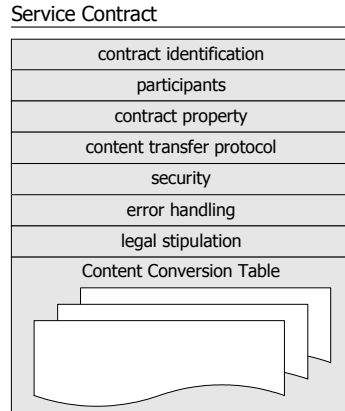 Service Contract
contract identification
participants
contract property
content transfer protocol
security
error handling
legal stipulation
Content Conversion Table